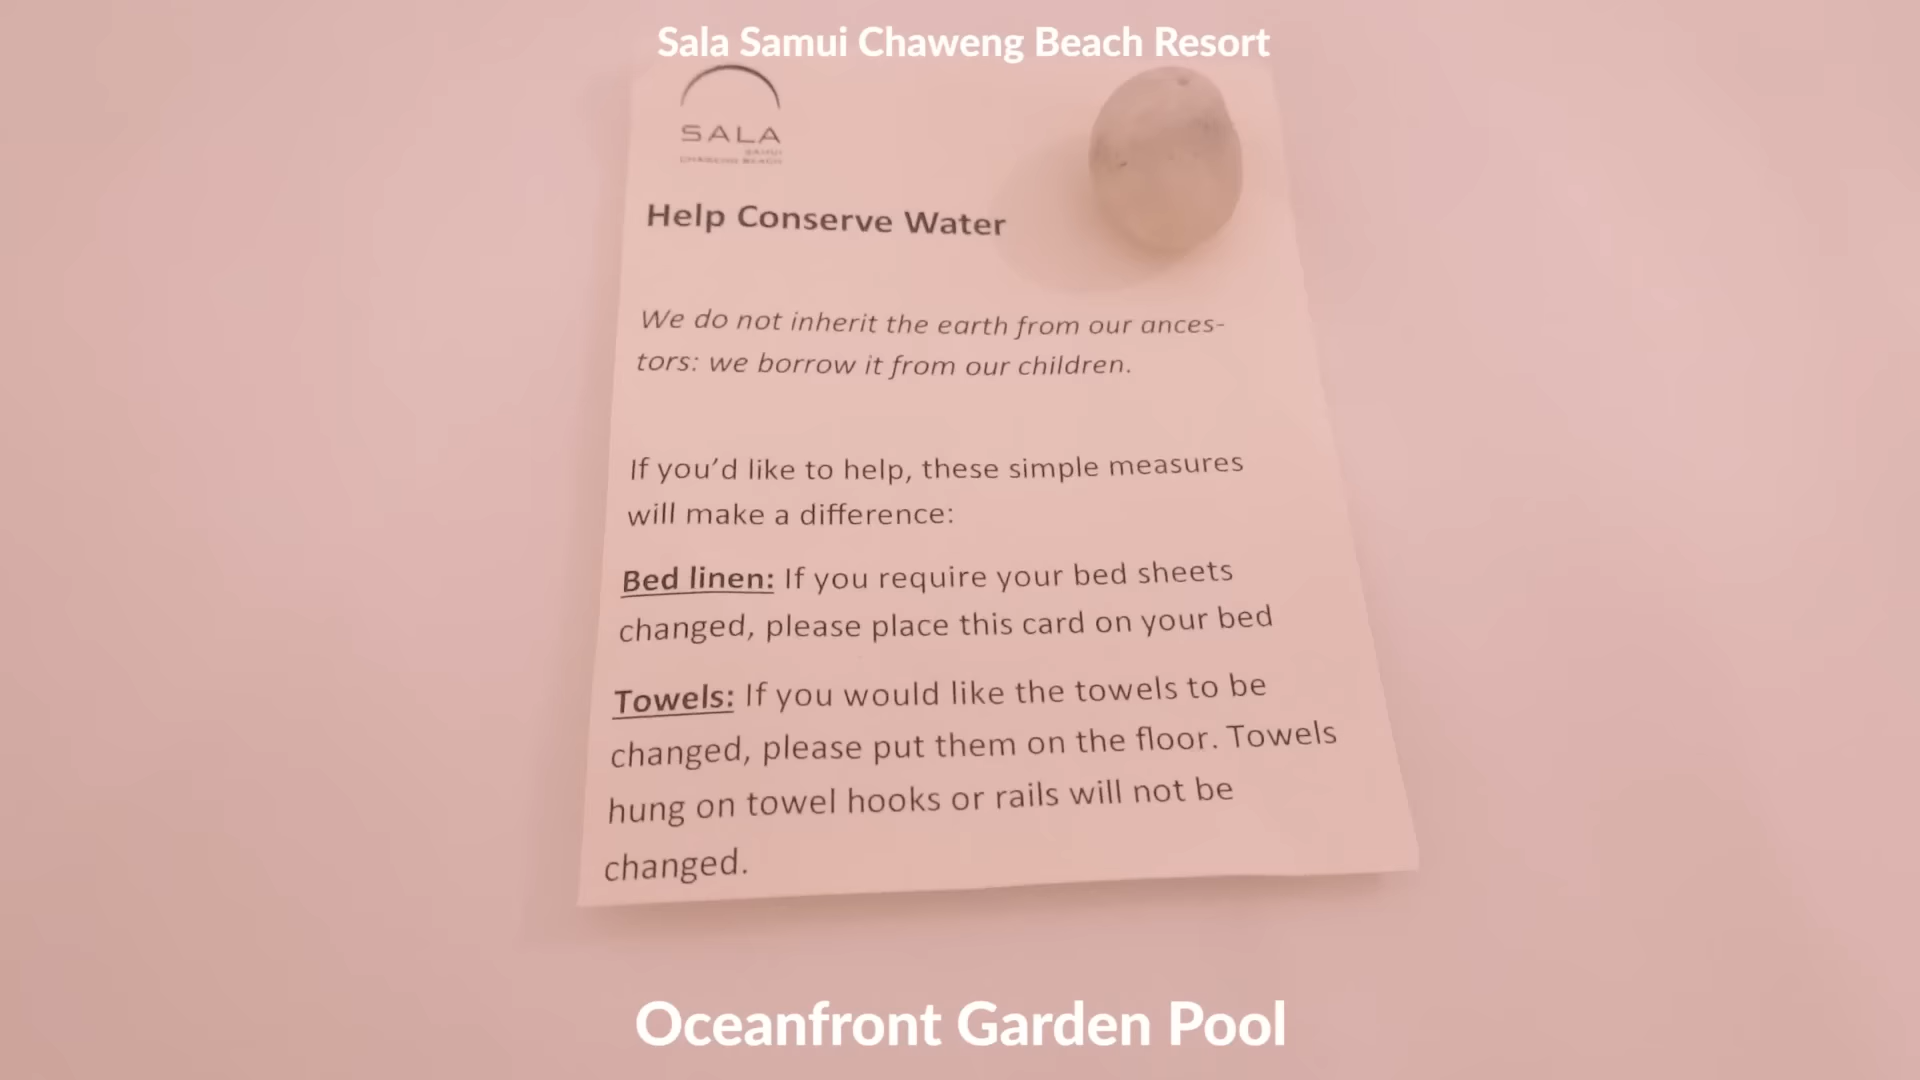 Sala Samui Chaweng Beach Resort
SALA
SAMUI
CHAWENG BEACH
Help Conserve Water
We do not inherit the earth from our ances-
tors: we borrow it from our children.
If you’d like to help, these simple measures
will make a difference:
Bed linen: If you require your bed sheets
changed, please place this card on your bed
Towels: If you would like the towels to be
changed, please put them on the floor. Towels
hung on towel hooks or rails will not be
changed.
Oceanfront Garden Pool